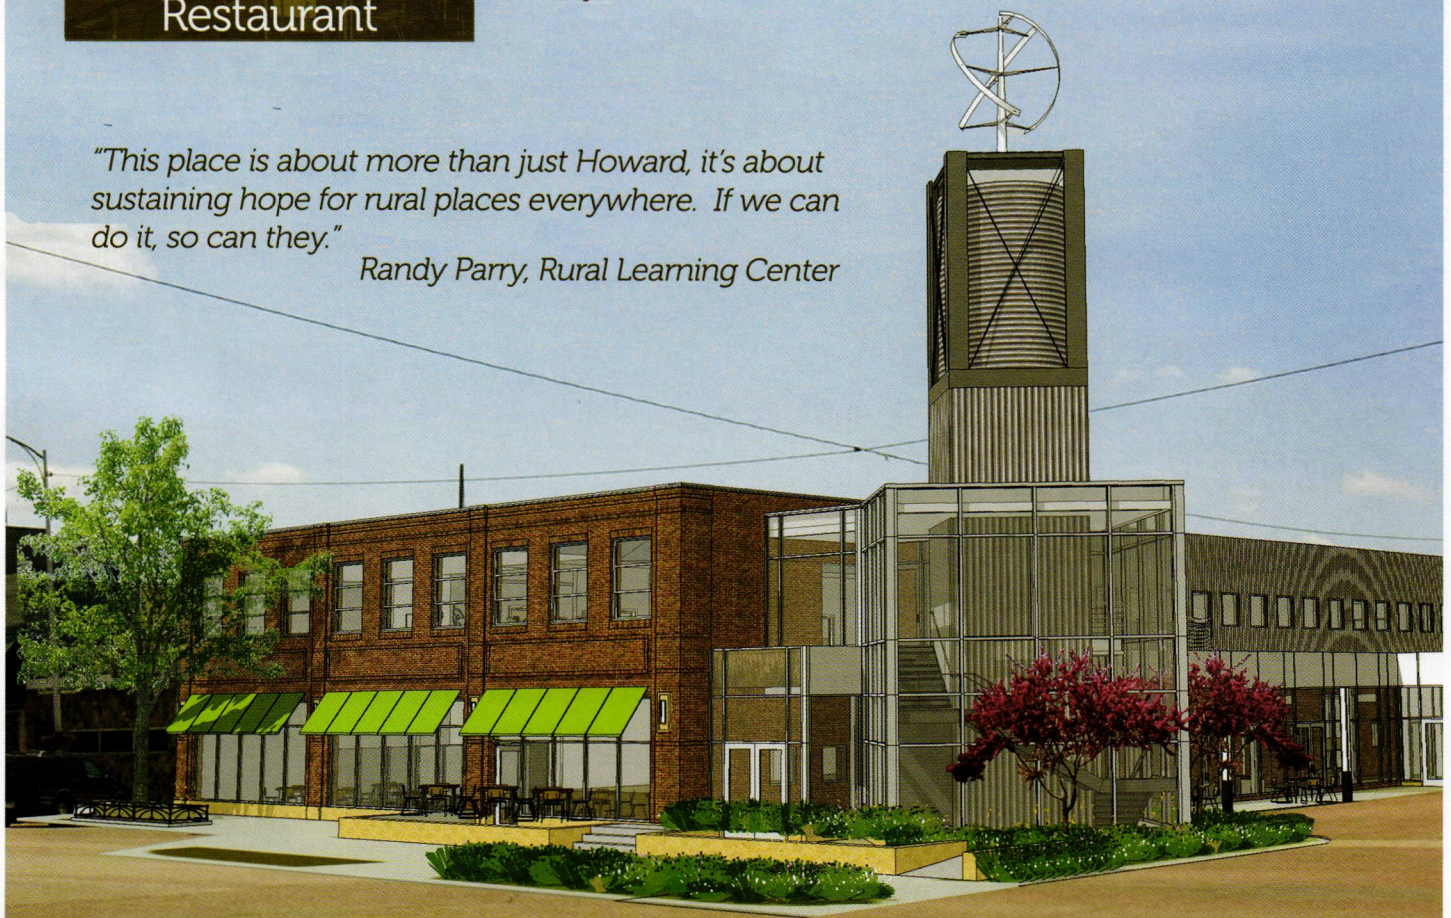 Restaurant
"This place is about more than just Howard, it's about
sustaining hope for rural places everywhere.  If we can
do it, so can they."
Randy Parry, Rural Learning Center